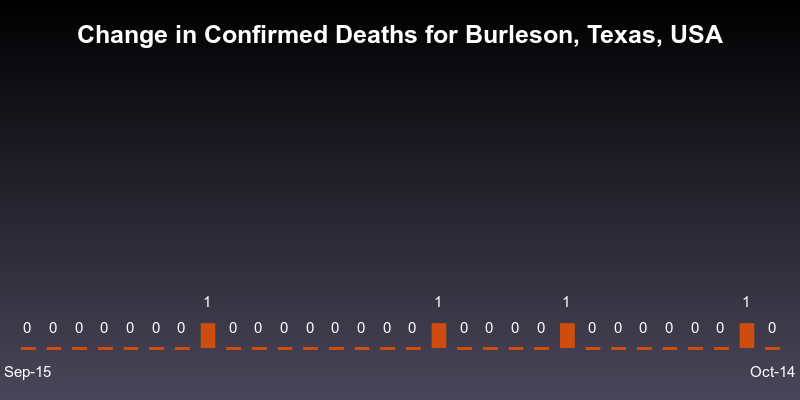 Change in Confirmed Deaths for Burleson, Texas, USA
1 1 1 1
0 0 0 0 0 0 0 0 0 0 0 0 0 0 0 0 0 0 0 0 0 0 0 0 0 0
Sep-15 Oct-14